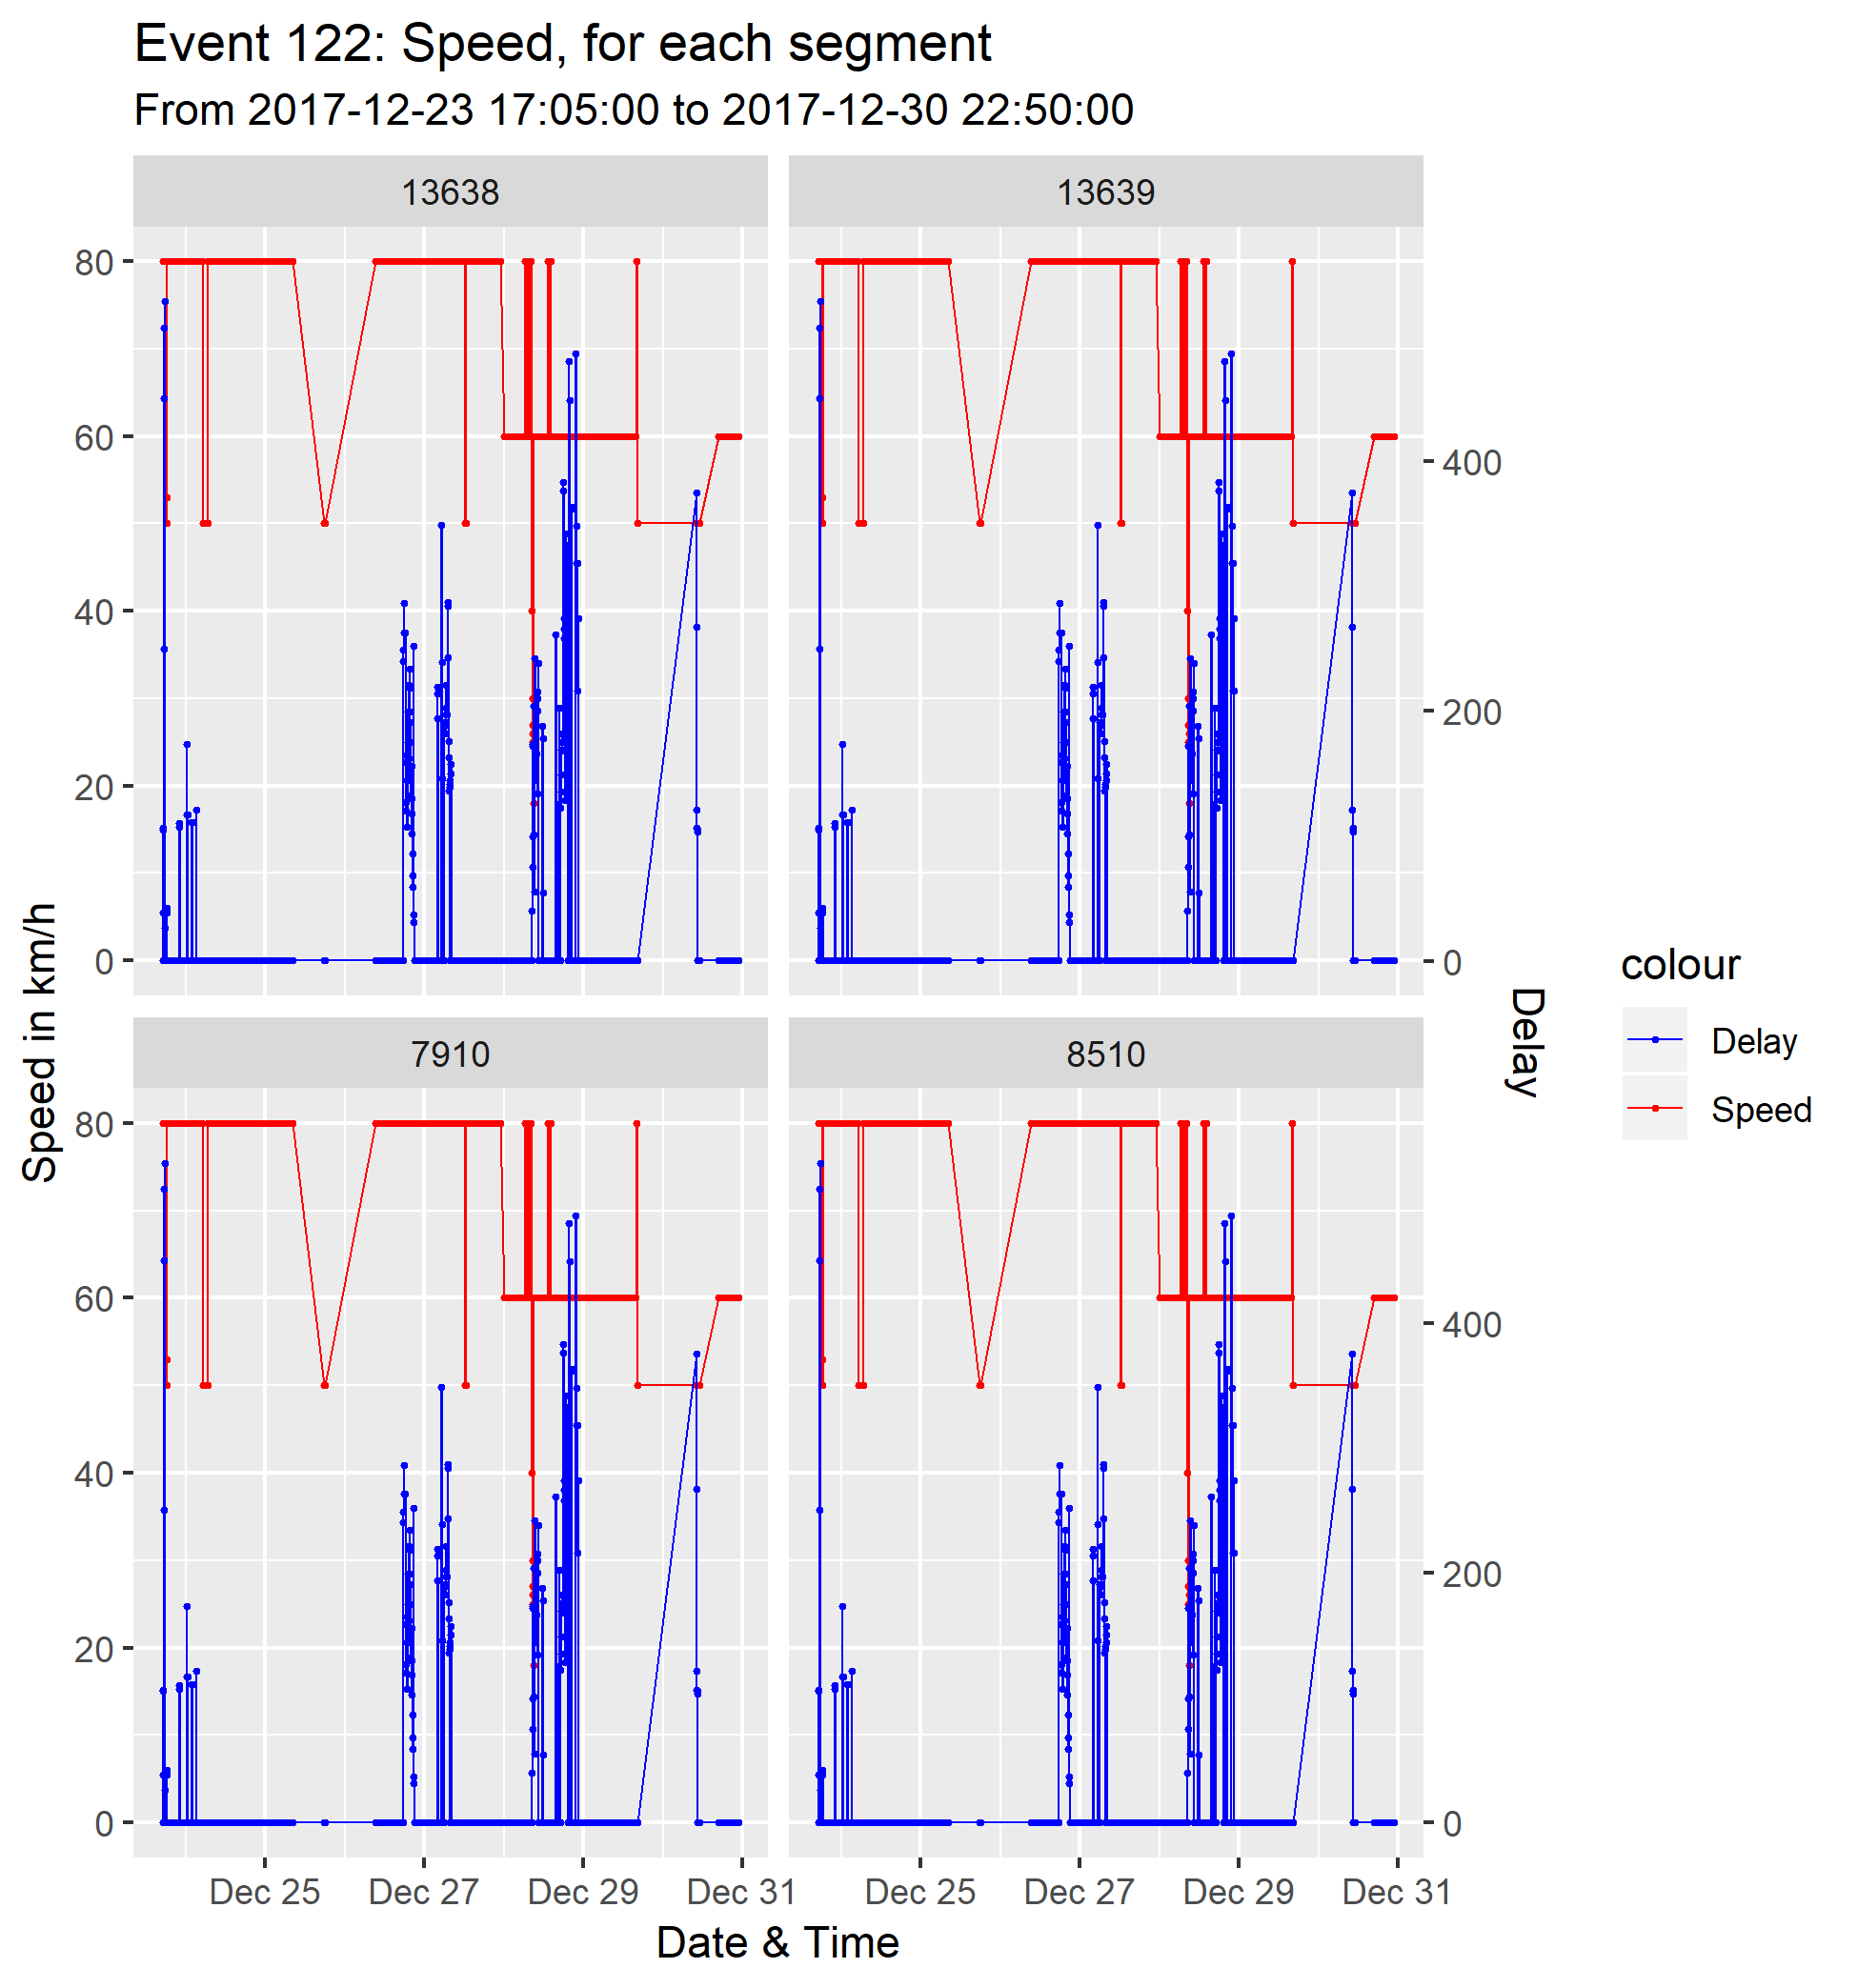 Event 122: Speed, for each segment
From 2017-12-23 17:05:00 to 2017-12-30 22:50:00
13638
13639
80
60
40
20
0
400
200
0
7910
8510
80
60
40
20
0
400
200
0
Dec 25
Dec 27
Dec 29
Dec 31
Dec 25
Dec 27
Dec 29
Dec 31
Date & Time
Speed in km/h
Delay
colour
Delay
Speed